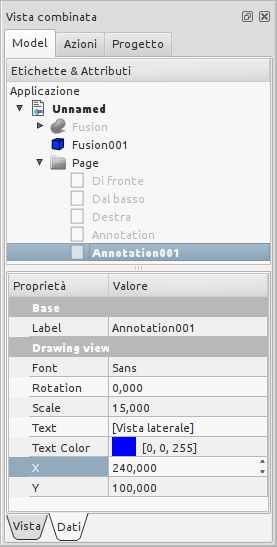 Vista combinata
Model Azioni Progetto
Etichette & Attributi
Applicazione
Unnamed
Fusion
Fusion001
Page
Di fronte
Dal basso
Destra
Annotation
Annotation001
Proprietà Valore
Base
Label Annotation001
Drawing view
Font Sans
Rotation 0,000
Scale 15,000
Text [Vista laterale]
Text Color [0, 0, 255]
X 240,000
Y 100,000
Vista Dati